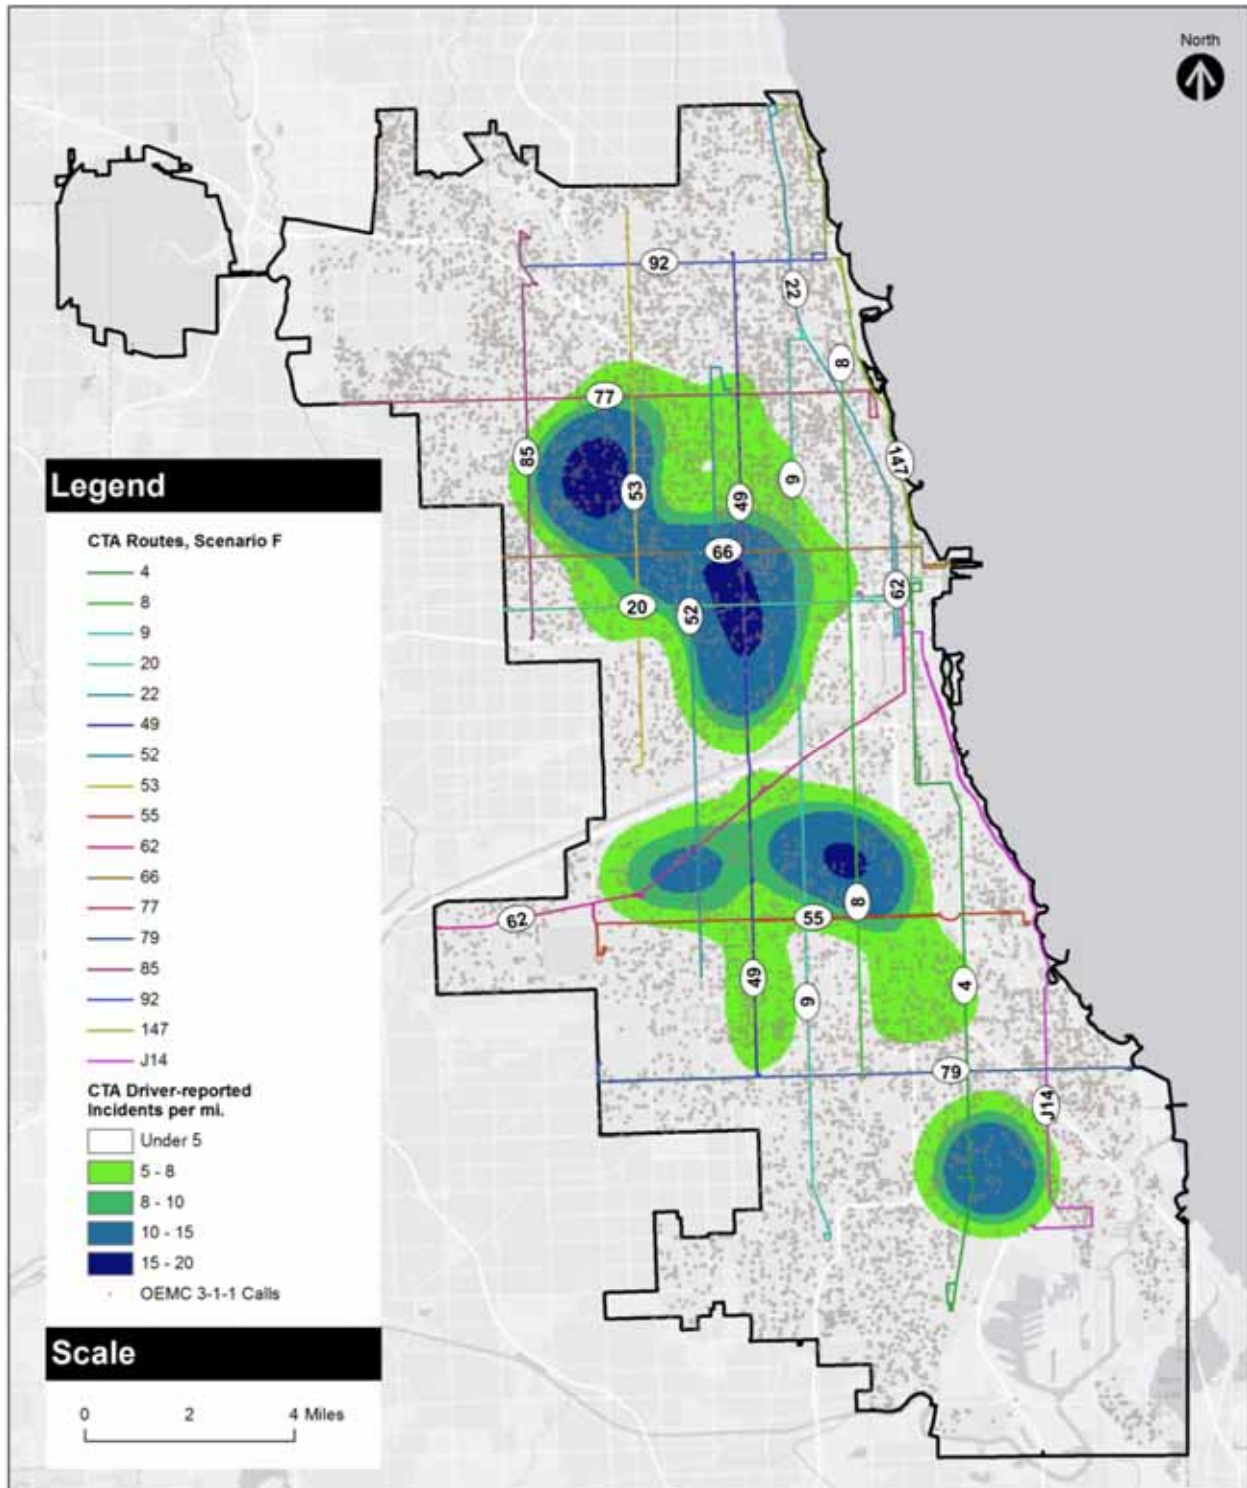 North
92
22
8
77
85
147
53
49
9
66
62
20
52
8
55
62
49
9
4
79
J14
Legend
CTA Routes, Scenario F
4
8
9
20
22
49
52
53
55
62
66
77
79
85
92
147
J14
CTA Driver-reported
Incidents per mi.
Under 5
5 - 8
8 - 10
10 - 15
15 - 20
OEMC 3-1-1 Calls
Scale
0 2 4 Miles